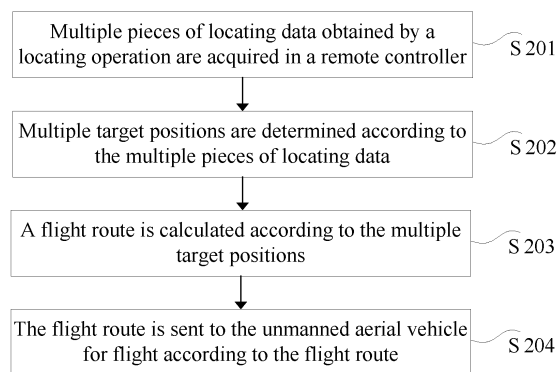 Multiple pieces of locating data obtained by a
locating operation are acquired in a remote controller
S 201
Multiple target positions are determined according to
the multiple pieces of locating data
S 202
A flight route is calculated according to the multiple
target positions
S 203
The flight route is sent to the unmanned aerial vehicle
for flight according to the flight route
S 204